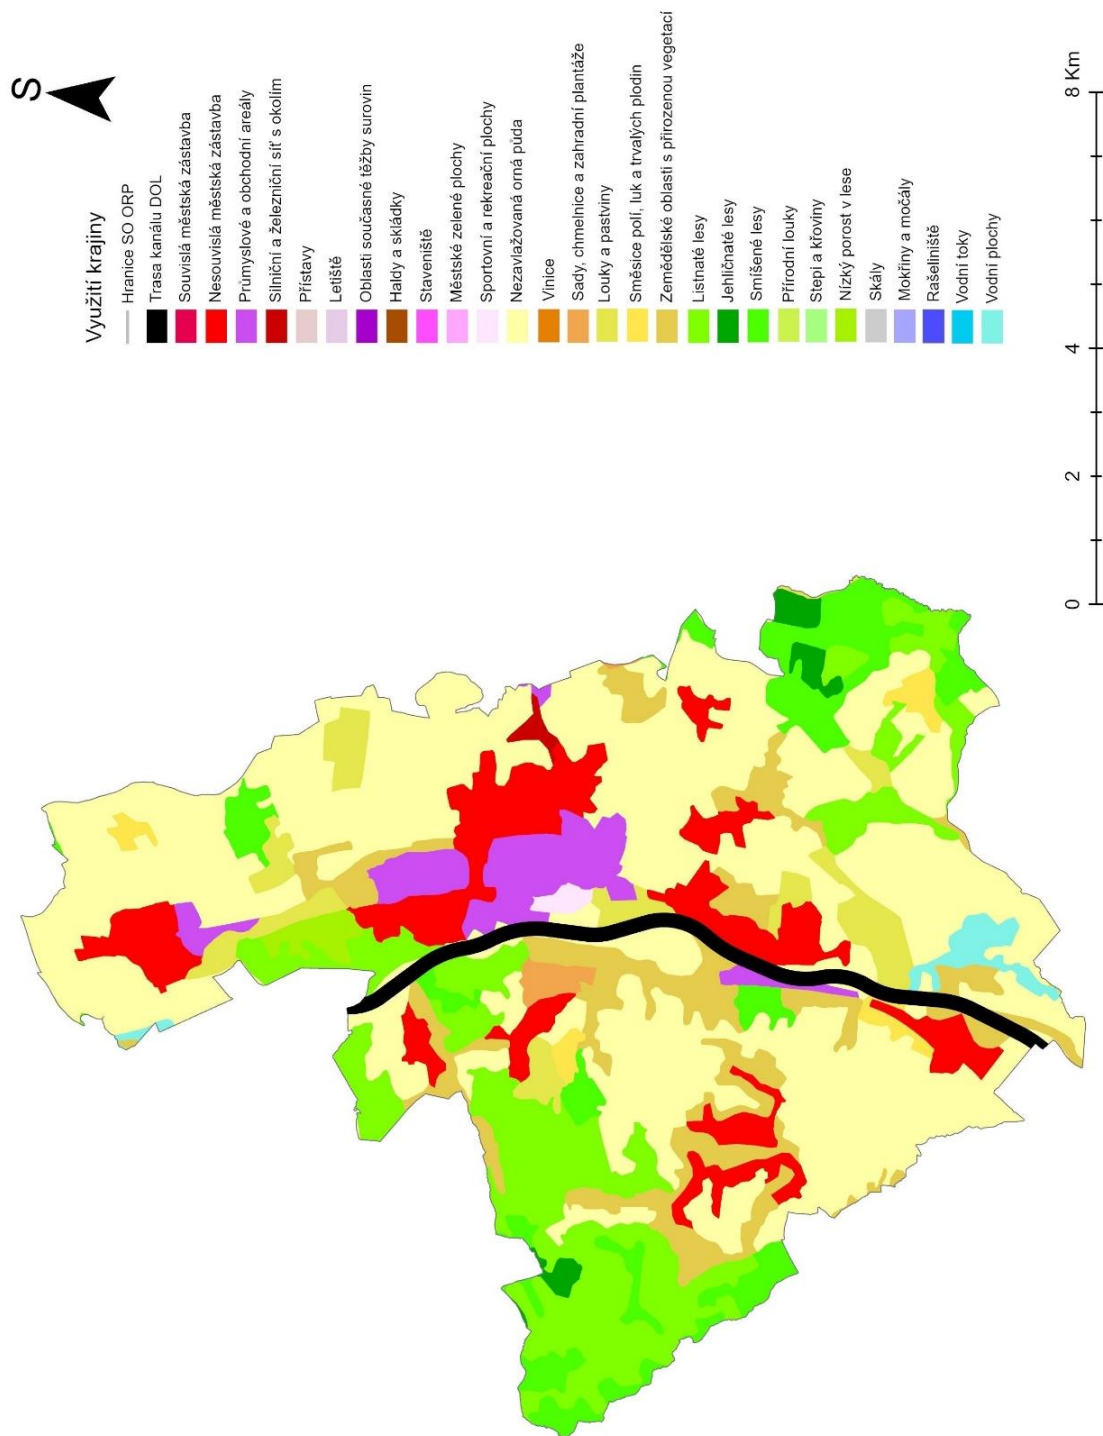 S
Využití krajiny
Hranice SO ORP
Trasa kanálu DOL
Souvislá městská zástavba
Nesouvislá městská zástavba
Průmyslové a obchodní areály
Silniční a železniční síť s okolím
Přístavy
Letiště
Oblasti současné těžby surovin
Haldy a skládky
Staveniště
Městské zelené plochy
Sportovní a rekreační plochy
Nezavlažovaná orná půda
Vinice
Sady, chmelnice a zahradní plantáže
Louky a pastviny
Směsice polí, luk a trvalých plodin
Zemědělské oblasti s přirozenou vegetací
Listnaté lesy
Jehličnaté lesy
Smíšené lesy
Přírodní louky
Stepi a křoviny
Nízký porost v lese
Skály
Mokřiny a močály
Rašeliniště
Vodní toky
Vodní plochy
0 2 4 8 Km